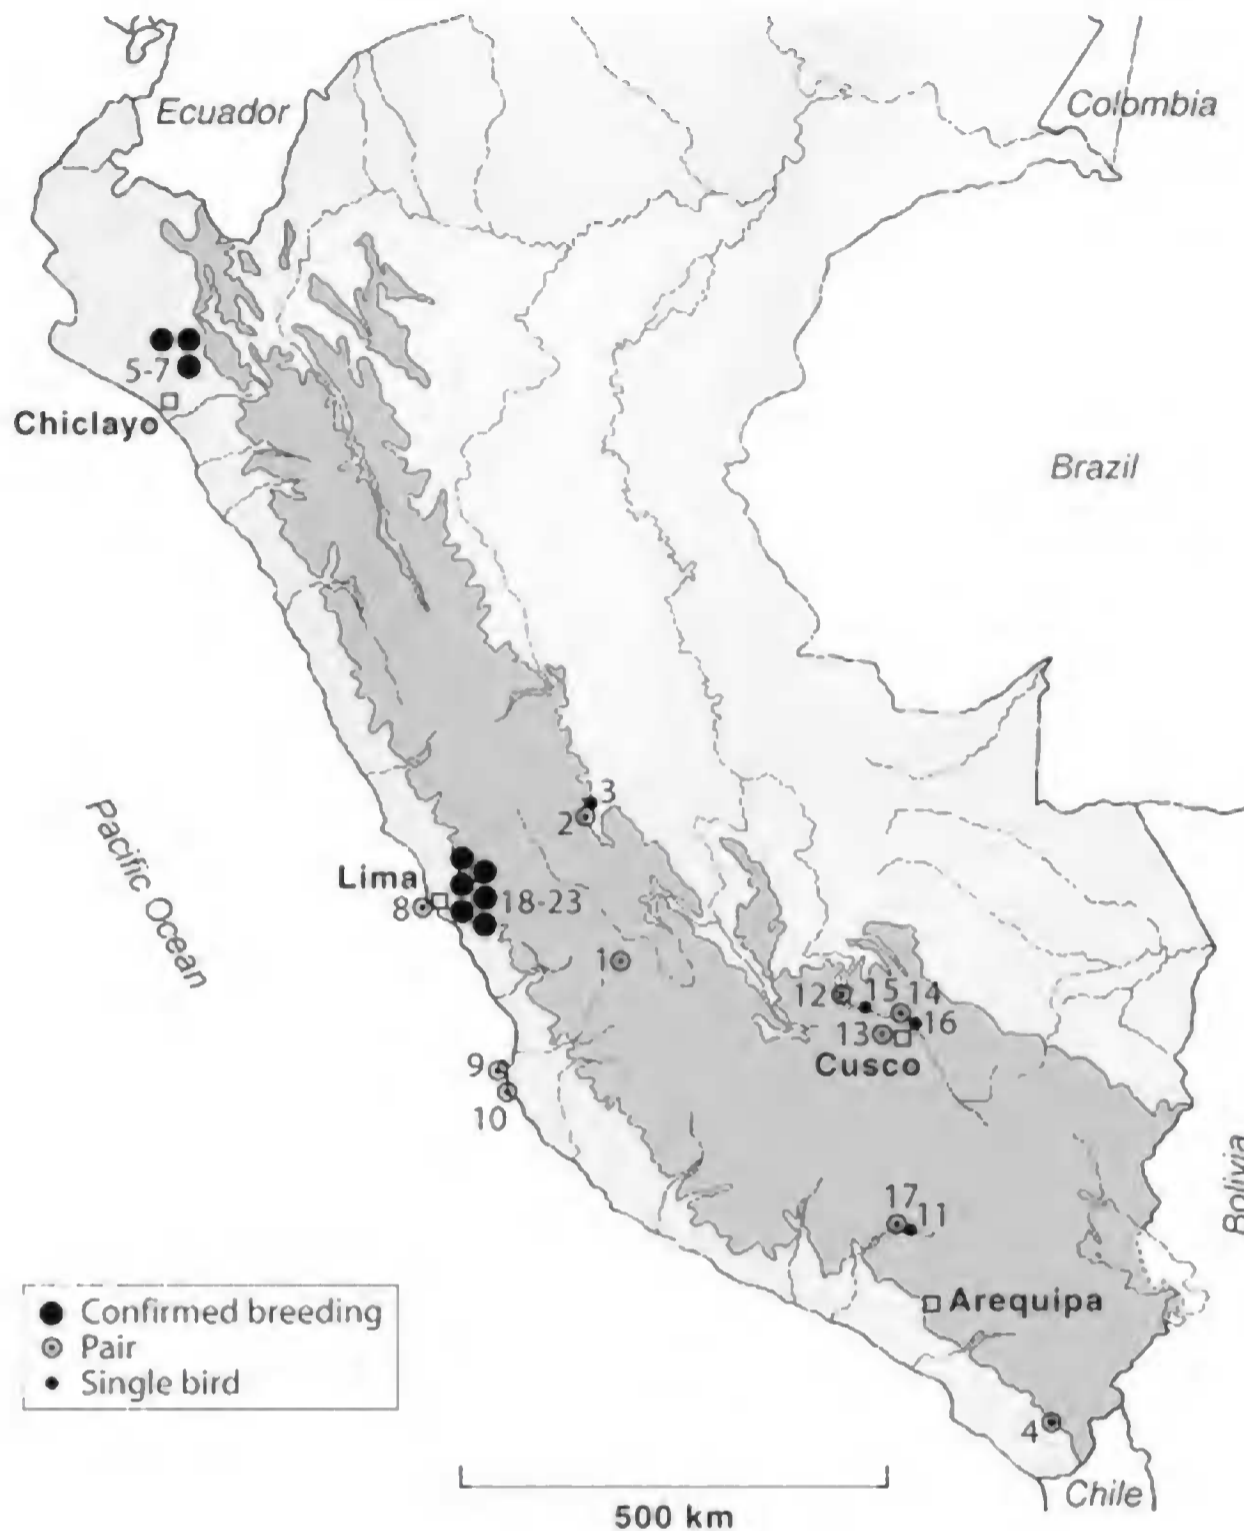 Ecuador
Colombia
5-7
Chiclayo
Brazil
Pacific Ocean
3
2
Lima
8
18-23
1
12
15
14
16
13
Cusco
9
10
17
11
Bolivia
Arequipa
4
Chile
Confirmed breeding
Pair
Single bird
500 km